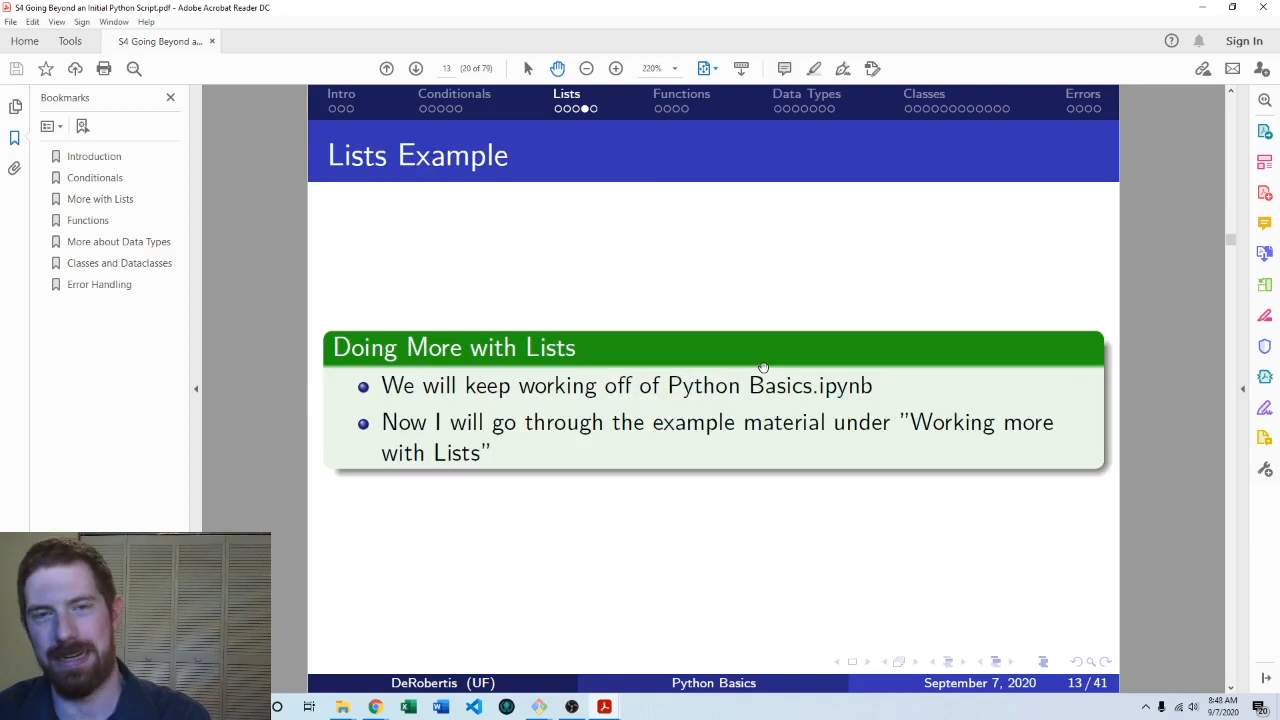 S4 Going Beyond an Initial Python Script.pdf - Adobe Acrobat Reader DC
File Edit View Sign Window Help
Home Tools S4 Going Beyond a... × Sign In
13 (20 of 79) 220%
Bookmarks
Introduction
Conditionals
More with Lists
Functions
More about Data Types
Classes and Dataclasses
Error Handling
Intro Conditionals Lists Functions Data Types Classes Errors
Lists Example
Doing More with Lists
We will keep working off of Python Basics.ipynb
Now I will go through the example material under ”Working more
with Lists”
DeRobertis (UF) Python Basics September 7, 2020 13 / 41
8:48 AM
9/7/2020
20